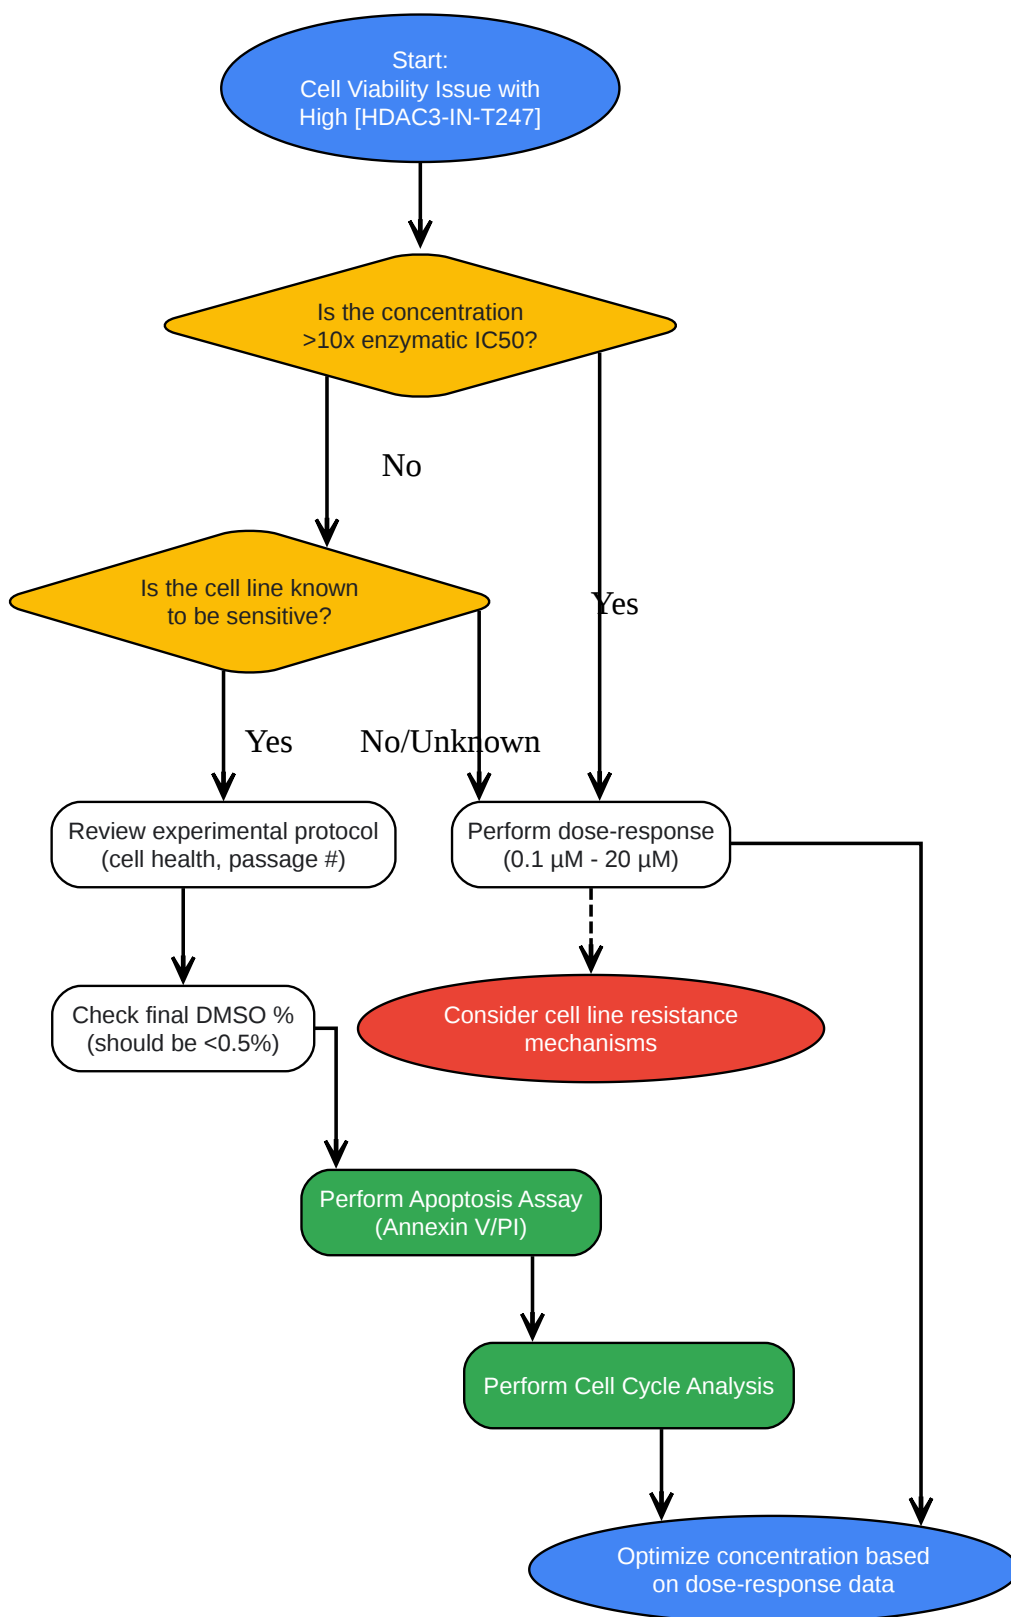 Start:
Cell Viability Issue with
High [HDAC3-IN-T247]
Is the concentration
>10x enzymatic IC50?
No
Is the cell line known
to be sensitive?
Yes
Yes
No/Unknown
Review experimental protocol
(cell health, passage #)
Perform dose-response
(0.1 µM - 20 µM)
Check final DMSO %
(should be <0.5%)
Consider cell line resistance
mechanisms
Perform Apoptosis Assay
(Annexin V/PI)
Perform Cell Cycle Analysis
Optimize concentration based
on dose-response data